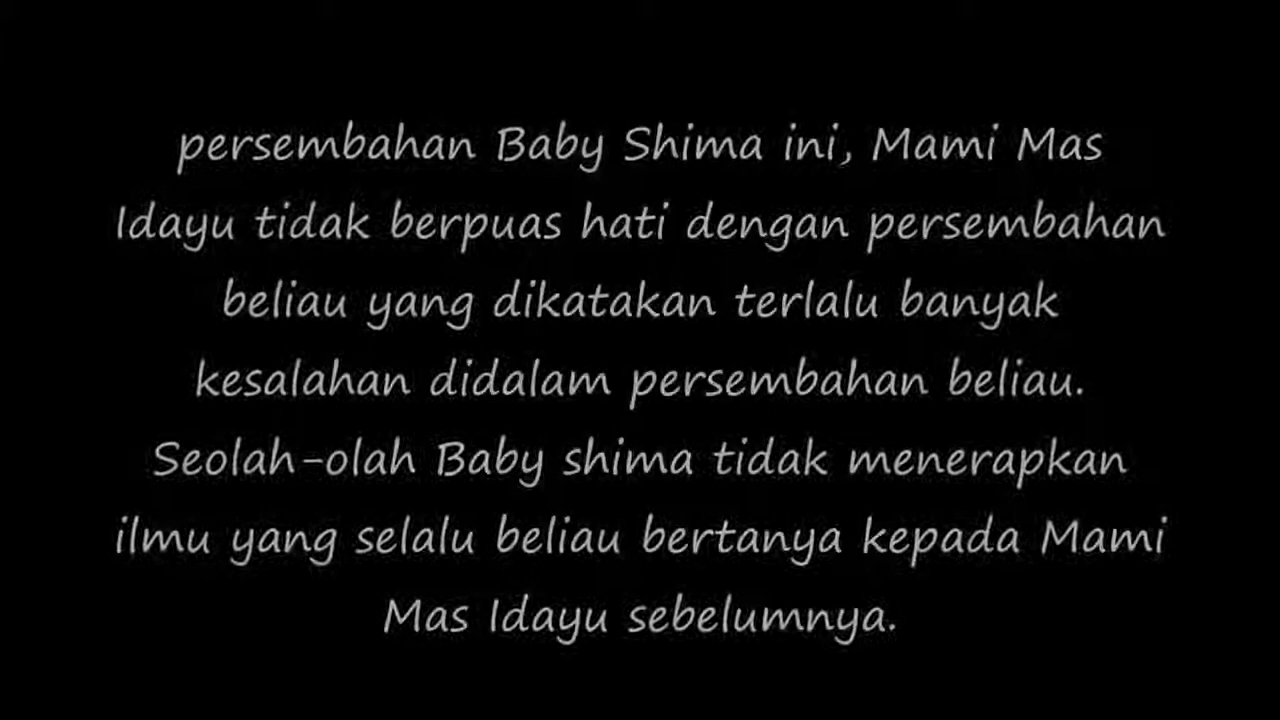 persembahan Baby Shima ini, Mami Mas
Idayu tidak berpuas hati dengan persembahan
beliau yang dikatakan terlalu banyak
kesalahan didalam persembahan beliau.
Seolah-olah Baby shima tidak menerapkan
ilmu yang selalu beliau bertanya kepada Mami
Mas Idayu sebelumnya.